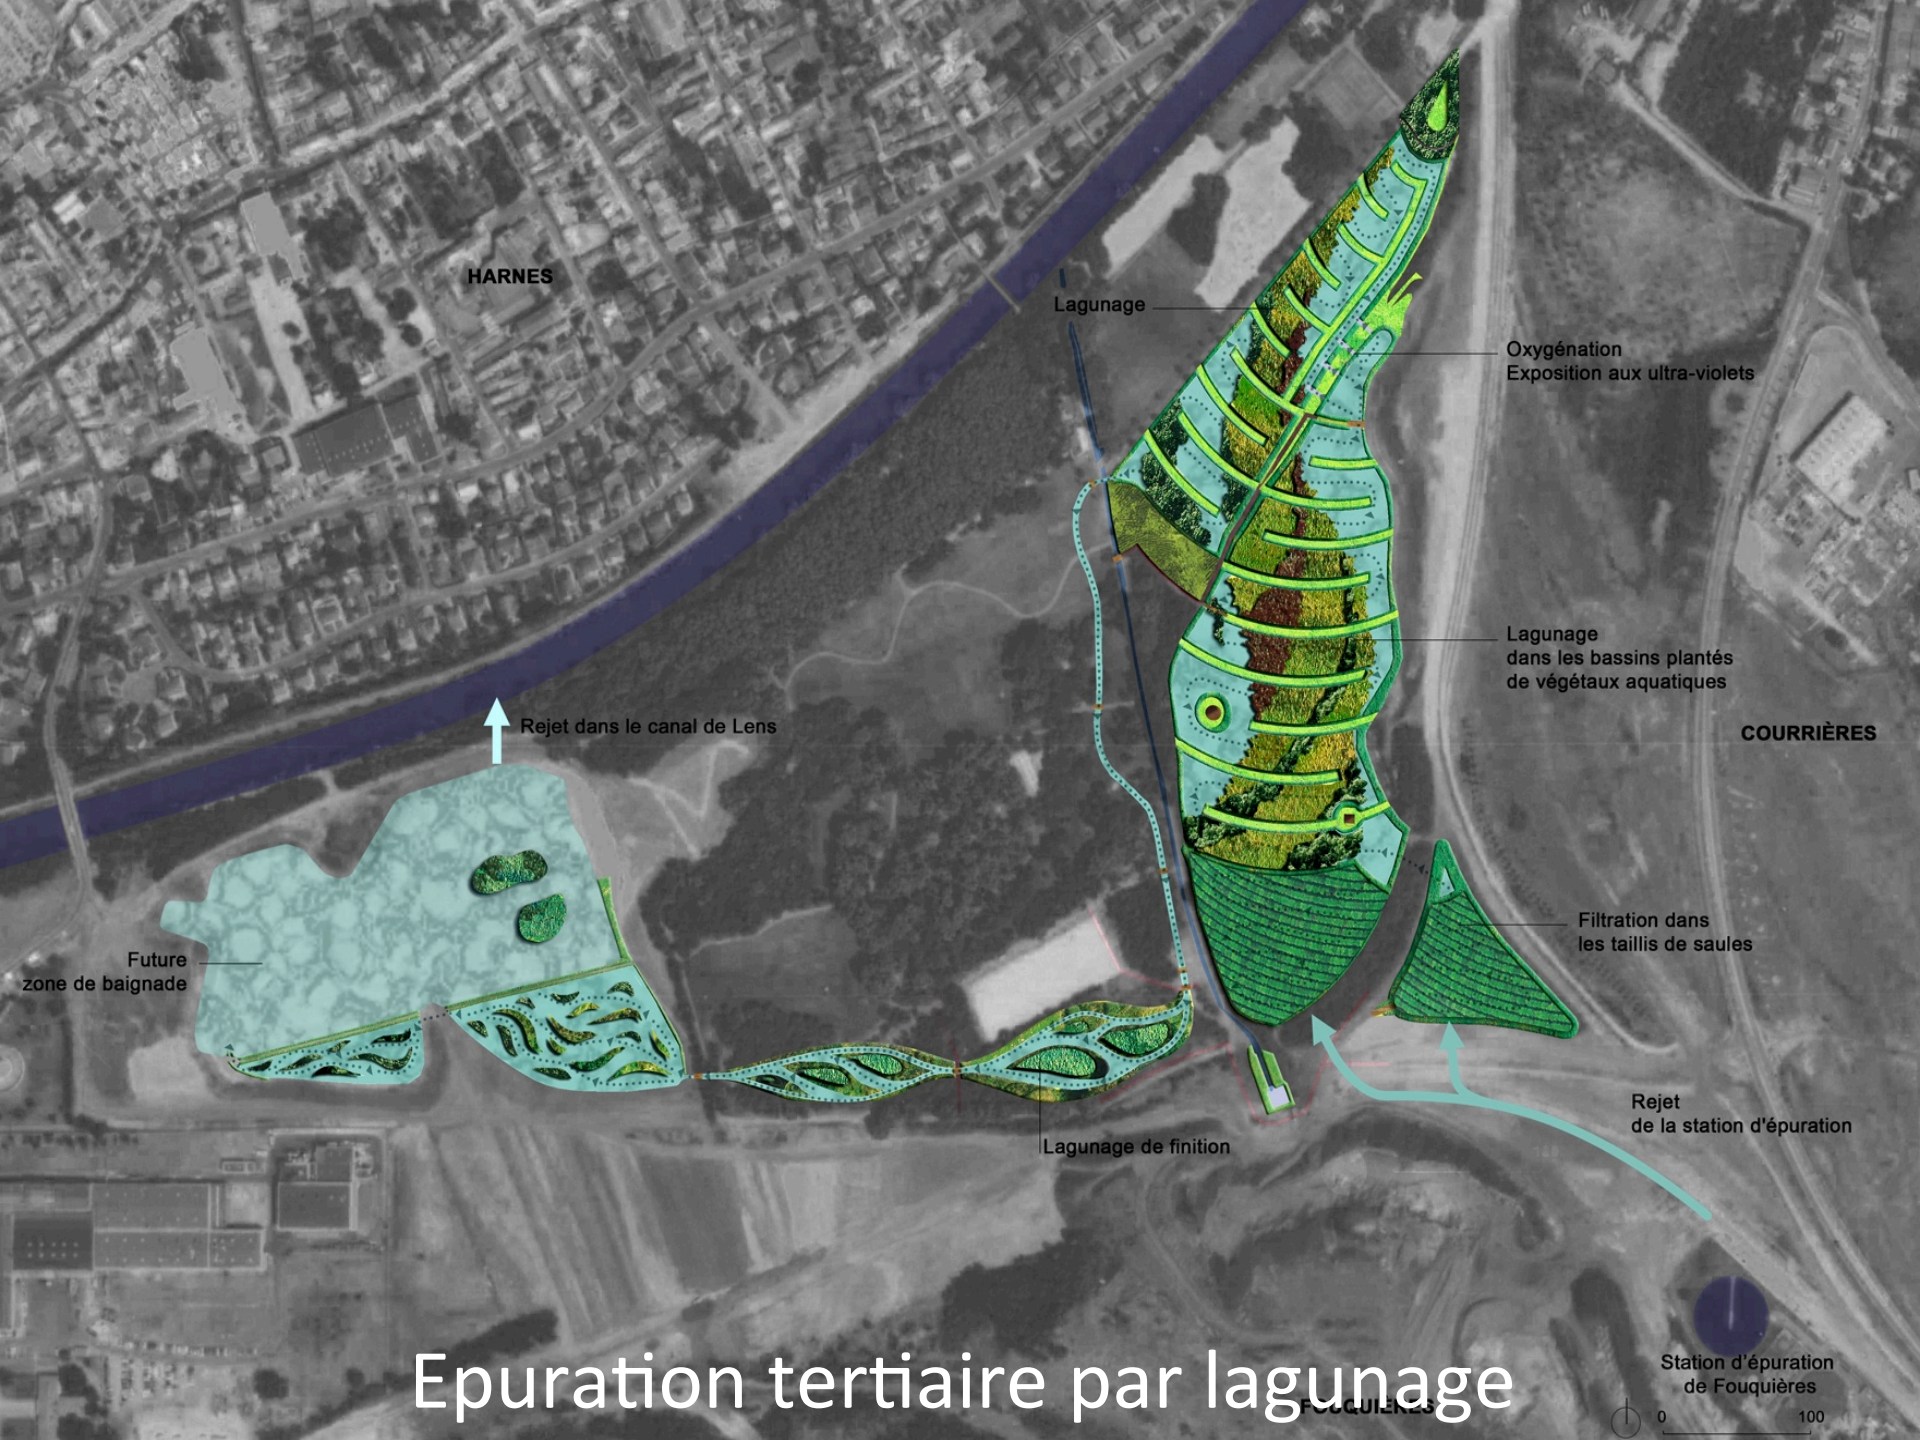 HARNES
Lagunage
Oxygénation
Exposition aux ultra-violets
Lagunage
dans les bassins plantés
de végétaux aquatiques
Rejet dans le canal de Lens
COURRIÈRES
Filtration dans
les taillis de saules
Future
zone de baignade
Rejet
de la station d'épuration
Lagunage de finition
Station d'épuration
de Fouquières
Epuration tertiaire par lagunage
FOUQUIÈRES
0 100